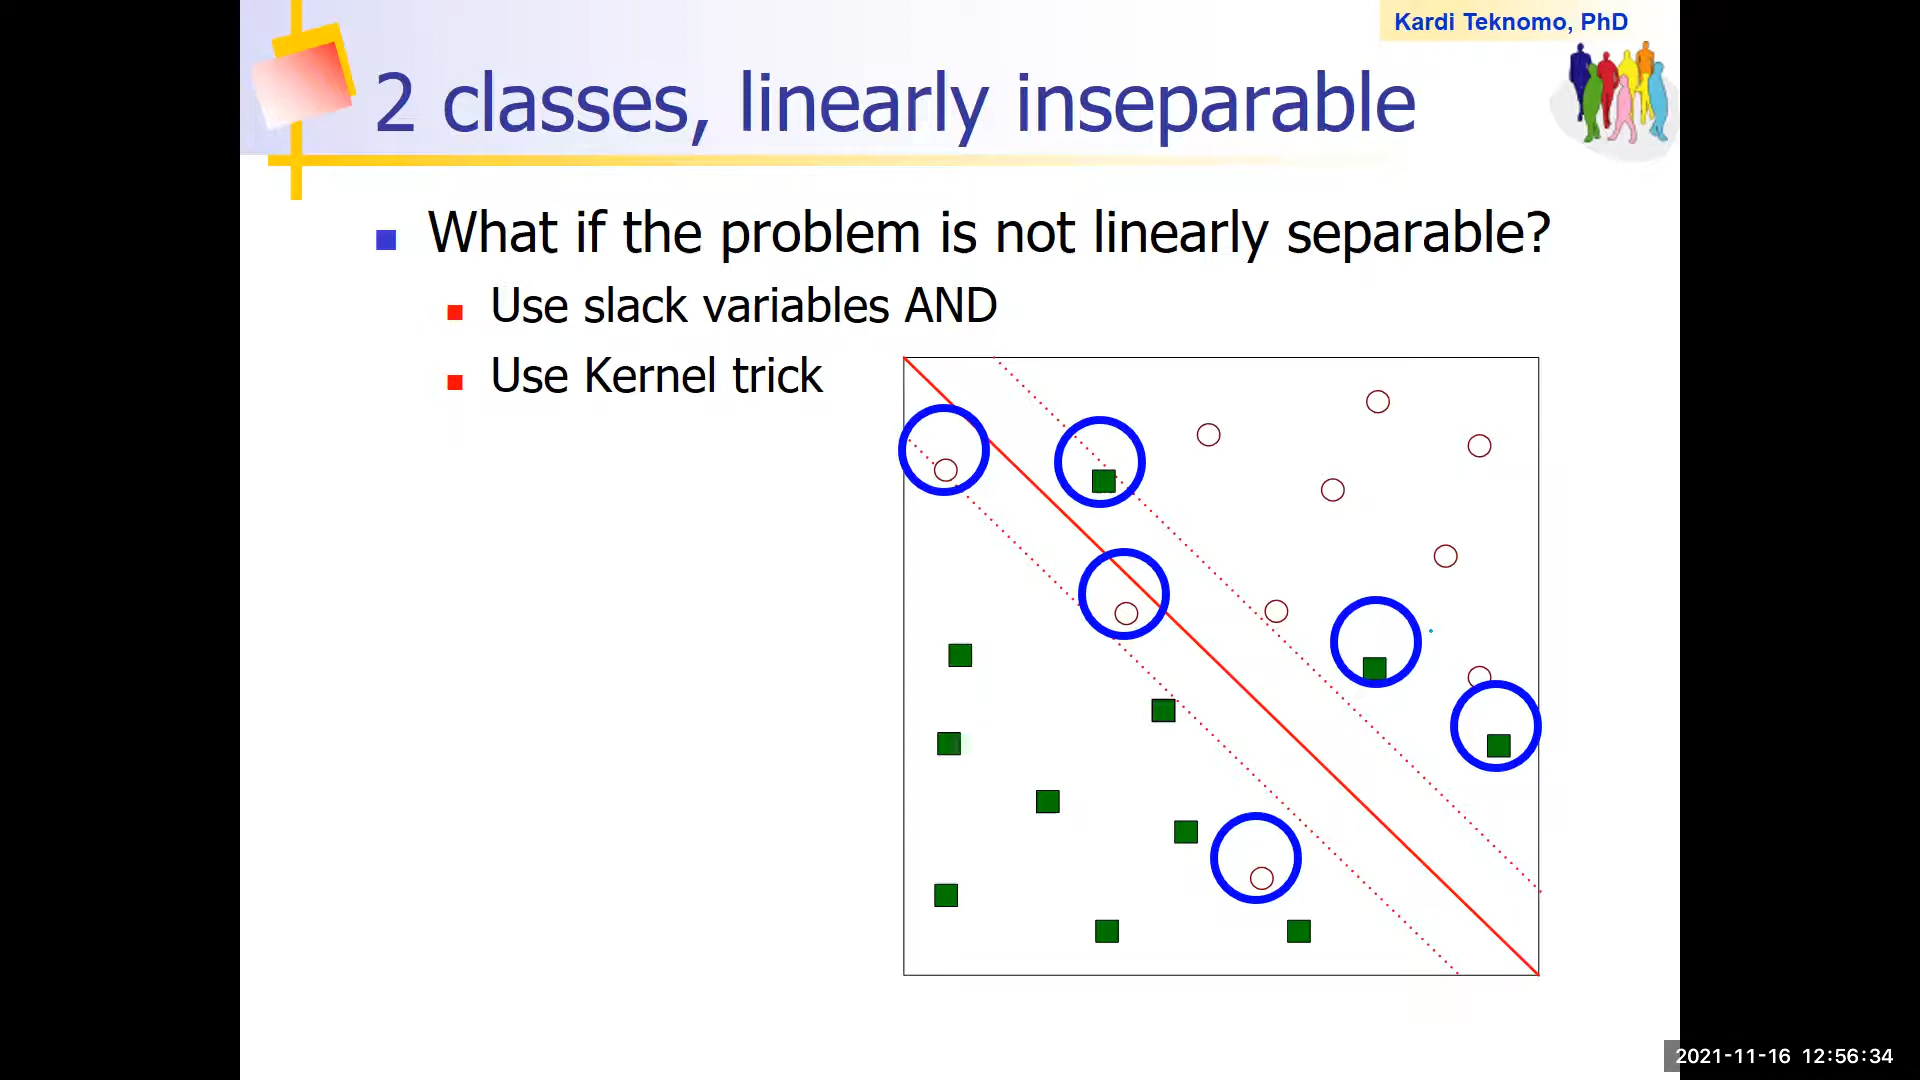 Kardi Teknomo, PhD
2 classes, linearly inseparable
What if the problem is not linearly separable?
Use slack variables AND
Use Kernel trick
2021-11-16 12:56:34